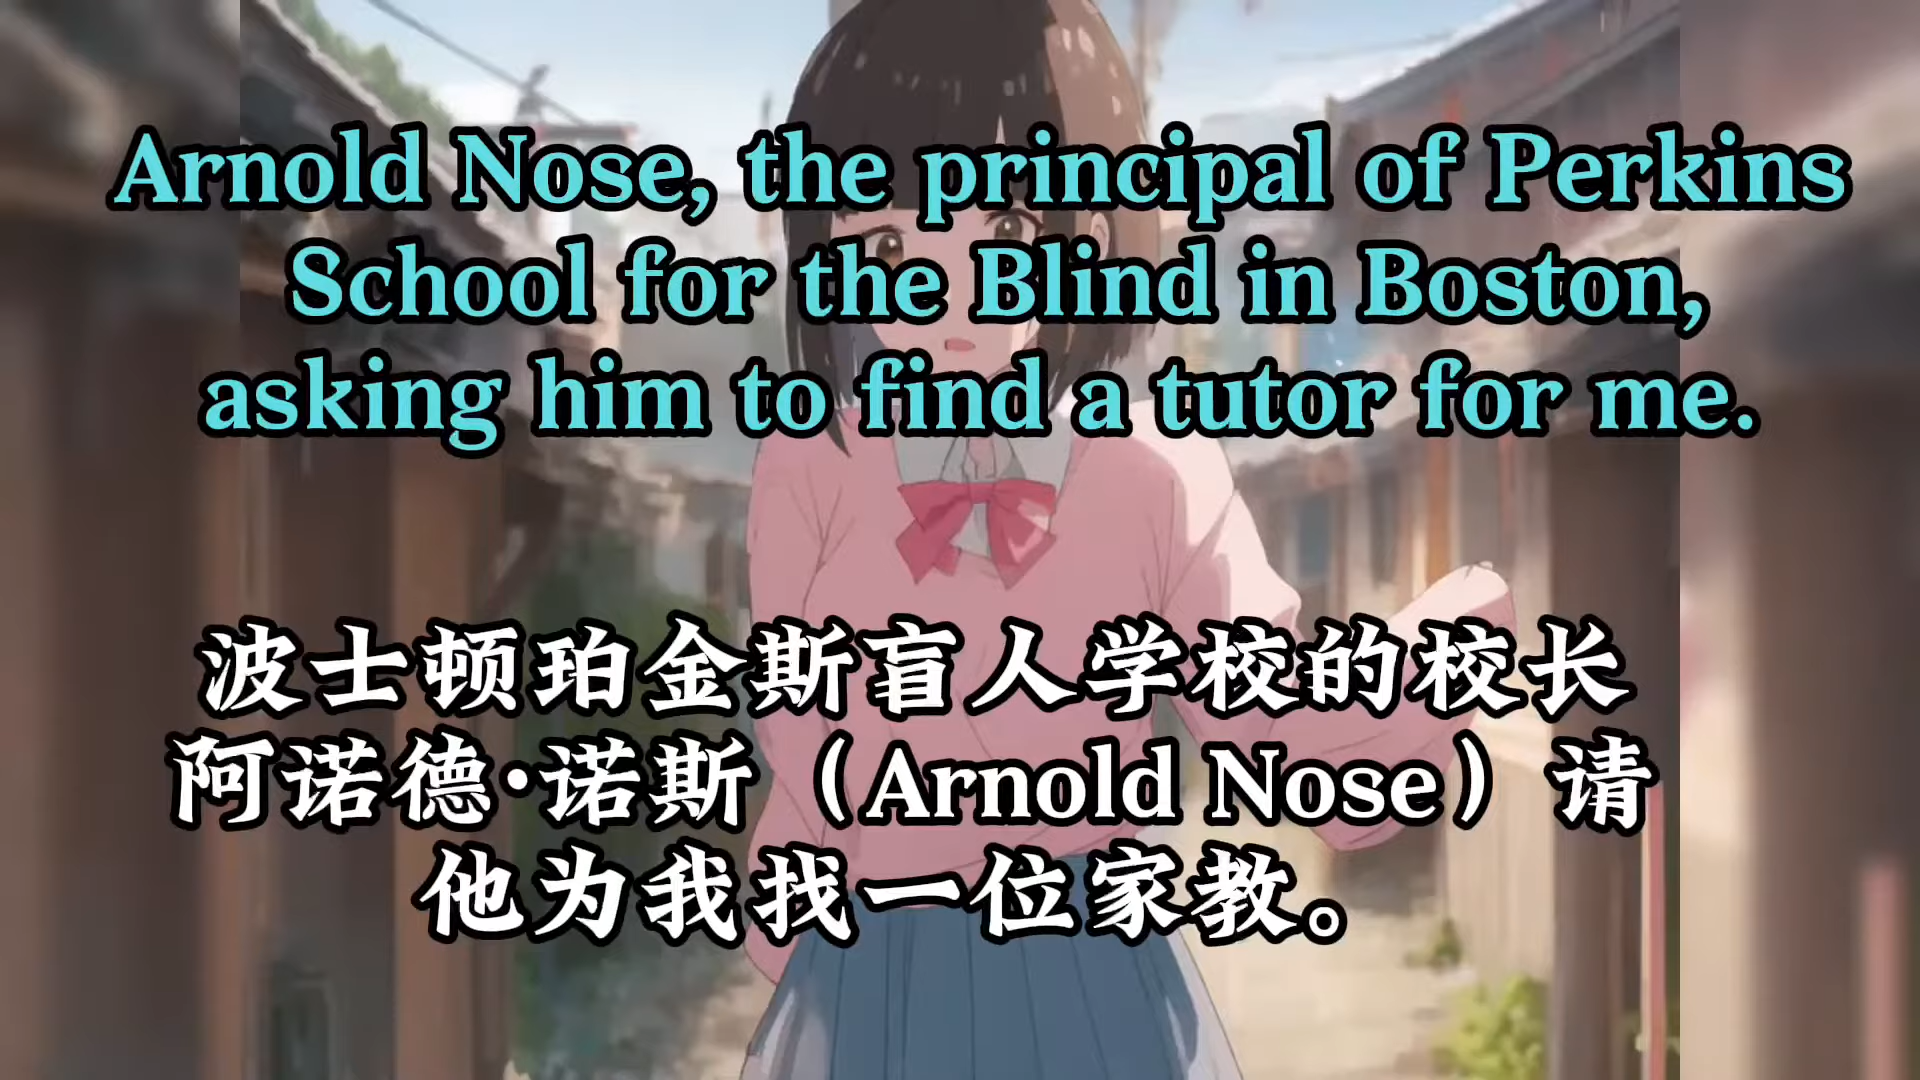 Arnold Nose, the principal of Perkins
School for the Blind in Boston,
asking him to find a tutor for me.
波士顿珀金斯盲人学校的校长
阿诺德·诺斯（Arnold Nose）请
他为我找一位家教。